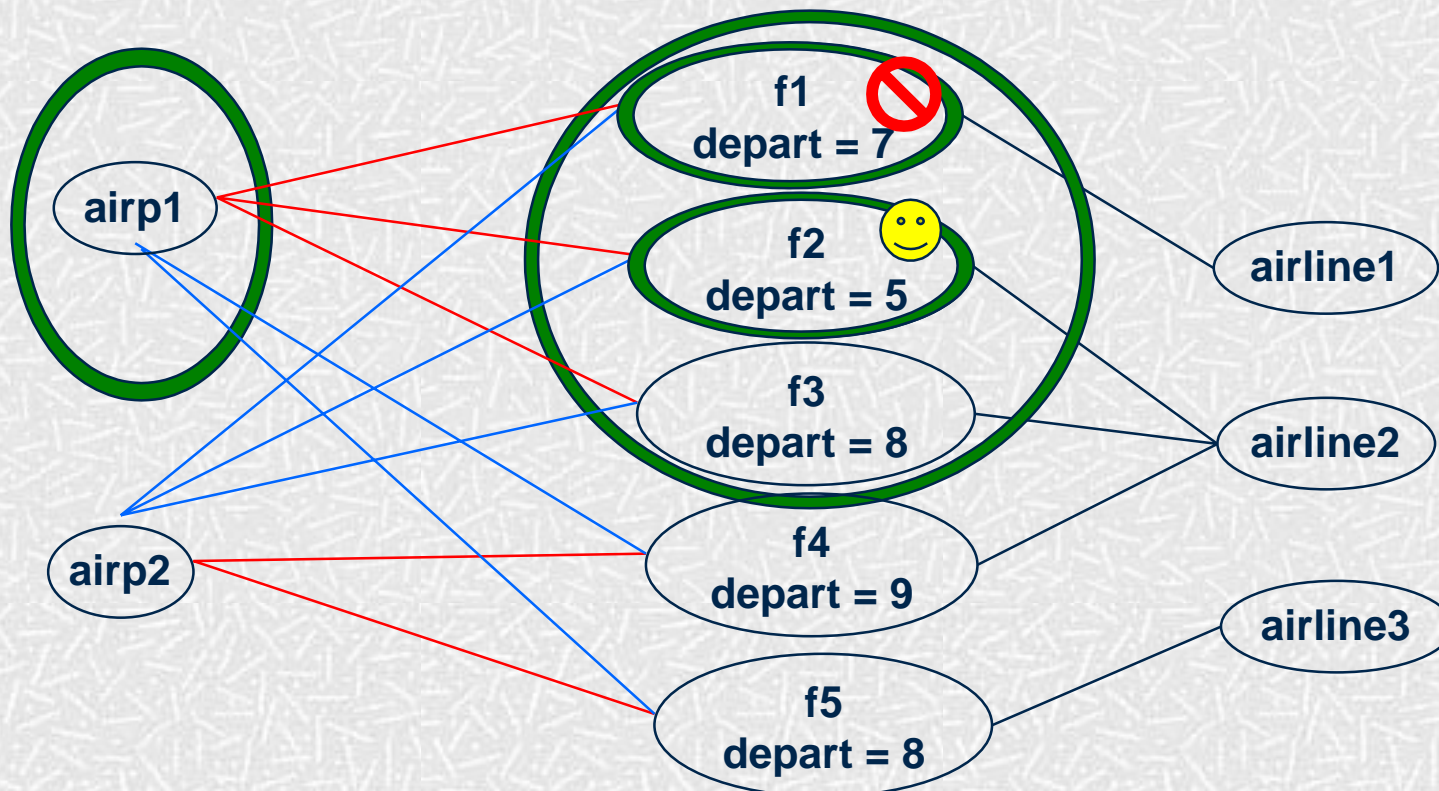 airp1
airp2
f1
depart = 7
f2
depart = 5
f3
depart = 8
f4
depart = 9
f5
depart = 8
airline1
airline2
airline3